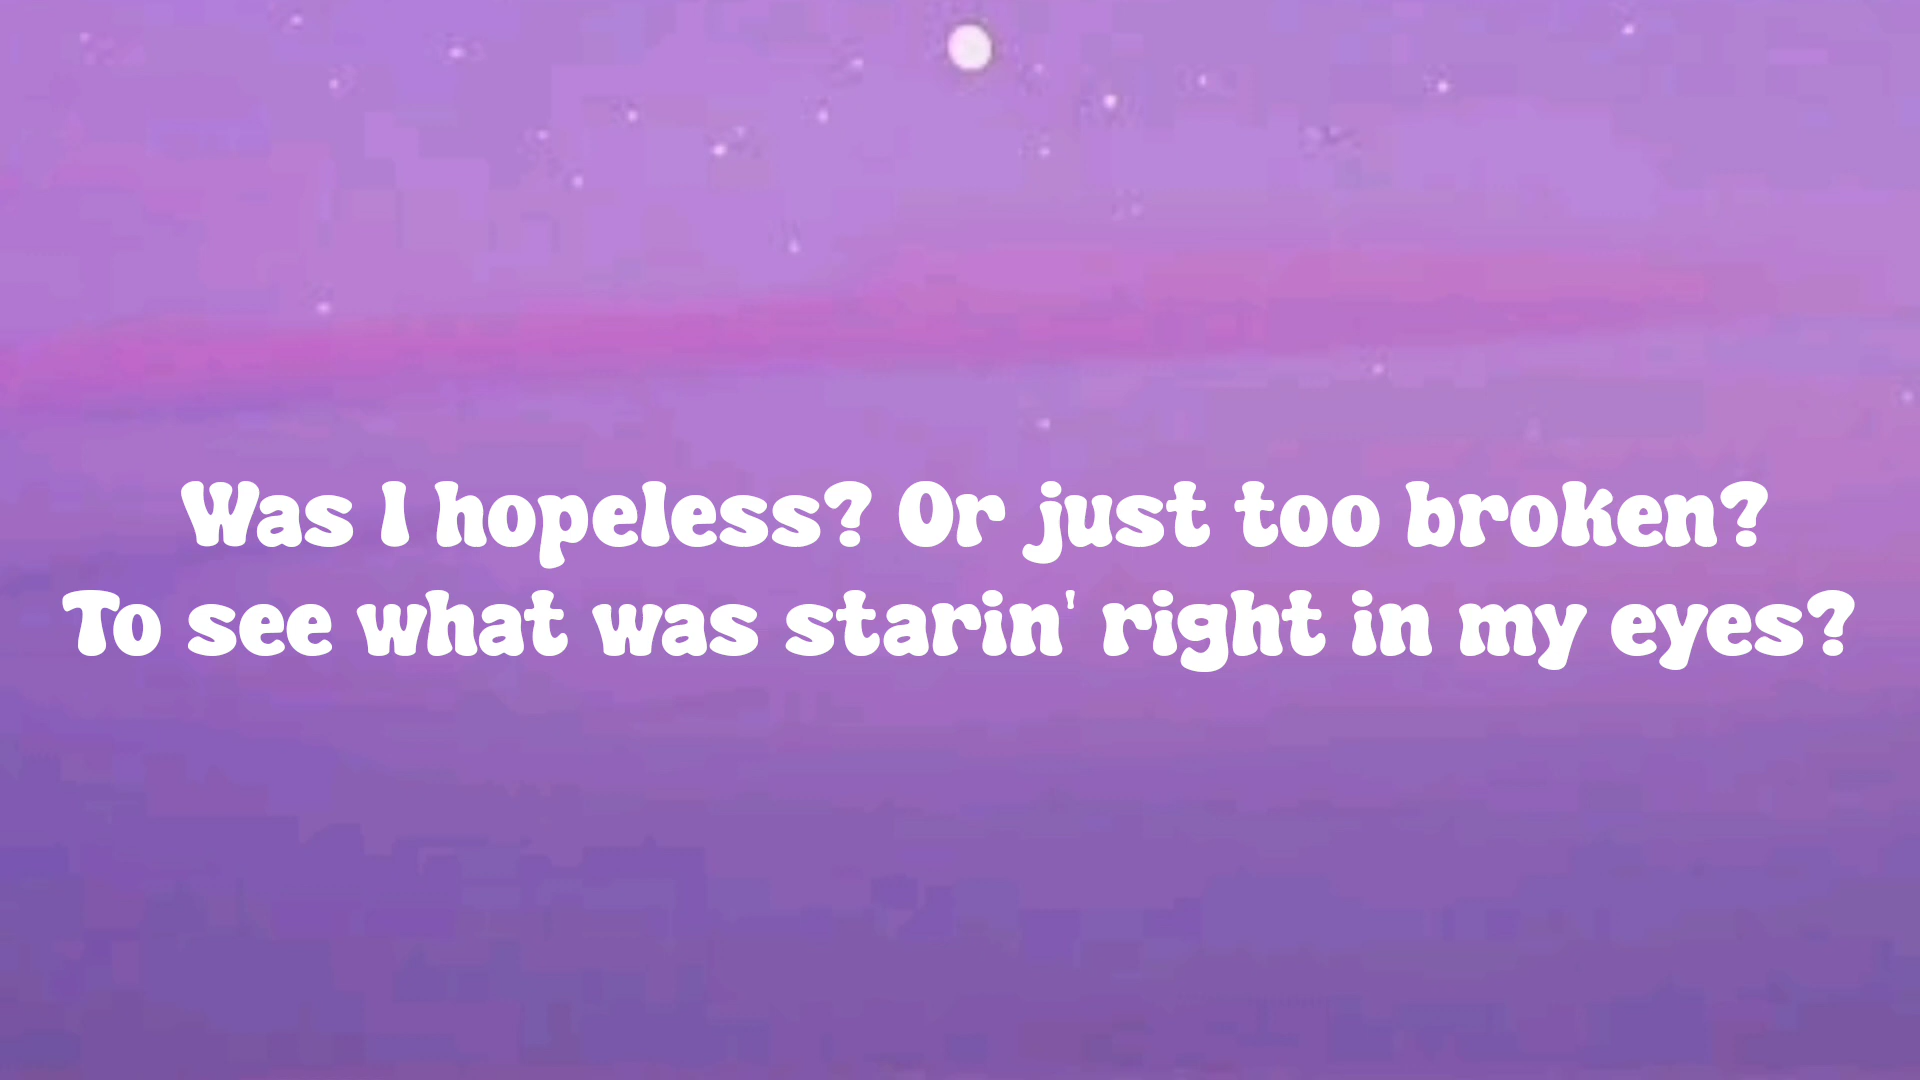 Was I hopeless? Or just too broken?
To see what was starin' right in my eyes?